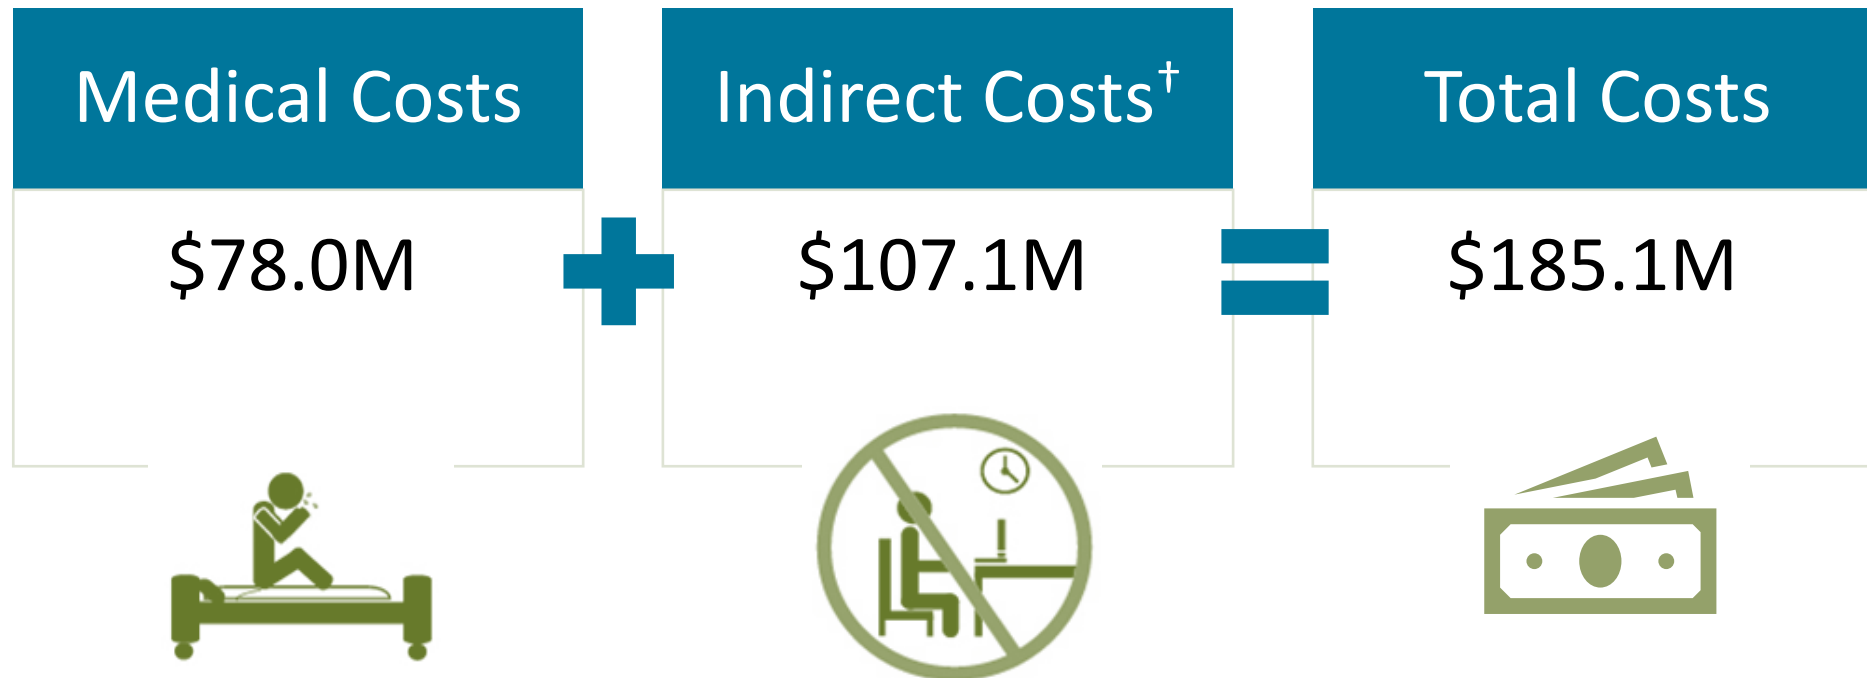 Medical Costs
Indirect Costs†
Total Costs
$78.0M
$107.1M
$185.1M